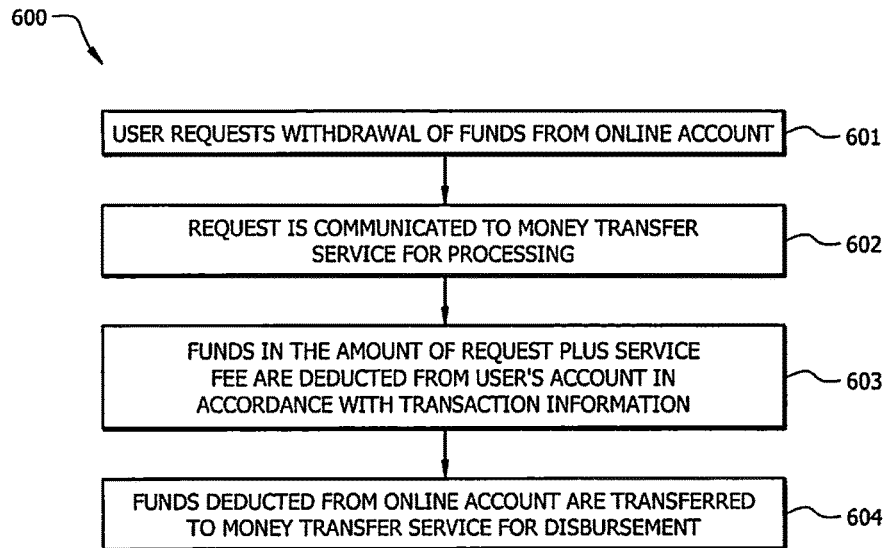 600
USER REQUESTS WITHDRAWAL OF FUNDS FROM ONLINE ACCOUNT
601
REQUEST IS COMMUNICATED TO MONEY TRANSFER
SERVICE FOR PROCESSING
602
FUNDS IN THE AMOUNT OF REQUEST PLUS SERVICE
FEE ARE DEDUCTED FROM USER'S ACCOUNT IN
ACCORDANCE WITH TRANSACTION INFORMATION
603
FUNDS DEDUCTED FROM ONLINE ACCOUNT ARE TRANSFERRED
TO MONEY TRANSFER SERVICE FOR DISBURSEMENT
604